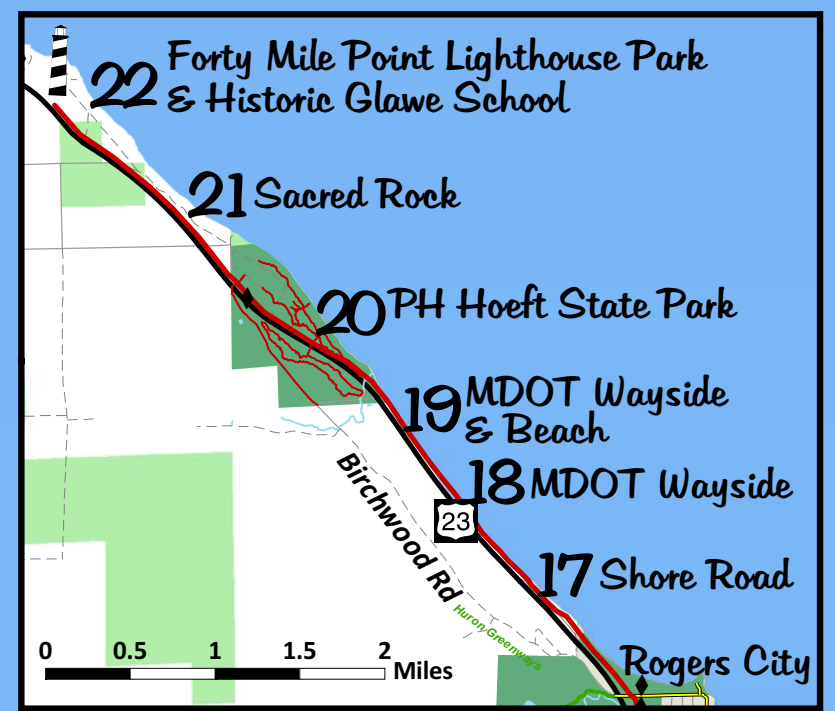 22 Forty Mile Point Lighthouse Park
& Historic Glawe School
21 Sacred Rock
20 PH Hoeft State Park
19 MDOT Wayside
& Beach
18 MDOT Wayside
23
Birchwood Rd
17 Shore Road
Huron Greenways
Rogers City
0 0.5 1 1.5 2
Miles